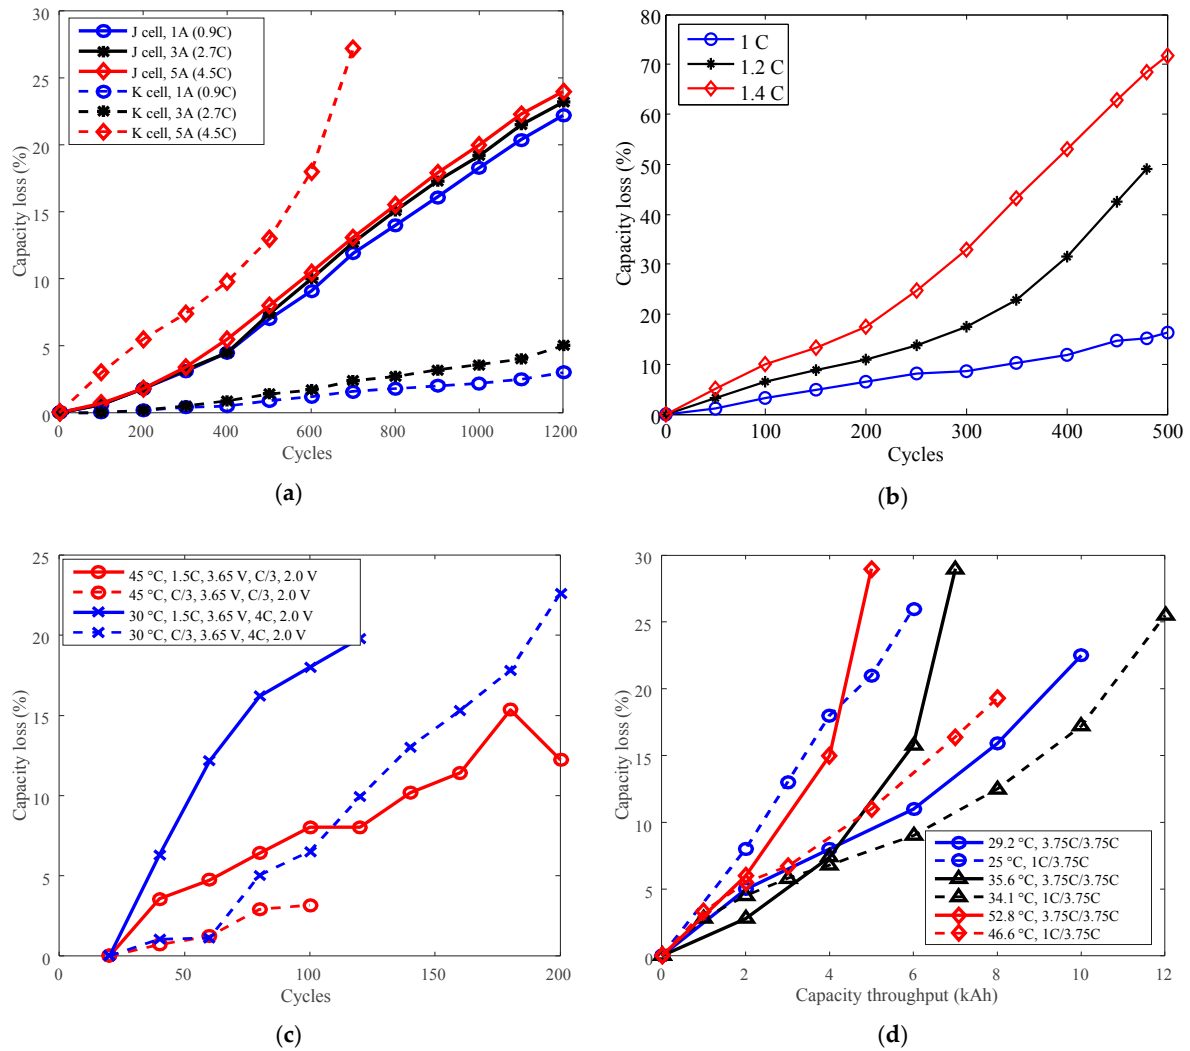 J cell, 1A (0.9C)
J cell, 3A (2.7C)
J cell, 5A (4.5C)
K cell, 1A (0.9C)
K cell, 3A (2.7C)
K cell, 5A (4.5C)
30
25
20
15
10
5
0
Capacity loss (%)
0 200 400 600 800 1000 1200
Cycles
(a)
1 C
1.2 C
1.4 C
80
70
60
50
40
30
20
10
0
Capacity loss (%)
0 100 200 300 400 500
Cycles
(b)
45 °C, 1.5C, 3.65 V, C/3, 2.0 V
45 °C, C/3, 3.65 V, C/3, 2.0 V
30 °C, 1.5C, 3.65 V, 4C, 2.0 V
30 °C, C/3, 3.65 V, 4C, 2.0 V
25
20
15
10
5
0
Capacity loss (%)
0 50 100 150 200
Cycles
(c)
30
25
20
15
10
5
0
Capacity loss (%)
29.2 °C, 3.75C/3.75C
25 °C, 1C/3.75C
35.6 °C, 3.75C/3.75C
34.1 °C, 1C/3.75C
52.8 °C, 3.75C/3.75C
46.6 °C, 1C/3.75C
0 2 4 6 8 10 12
Capacity throughput (kAh)
(d)